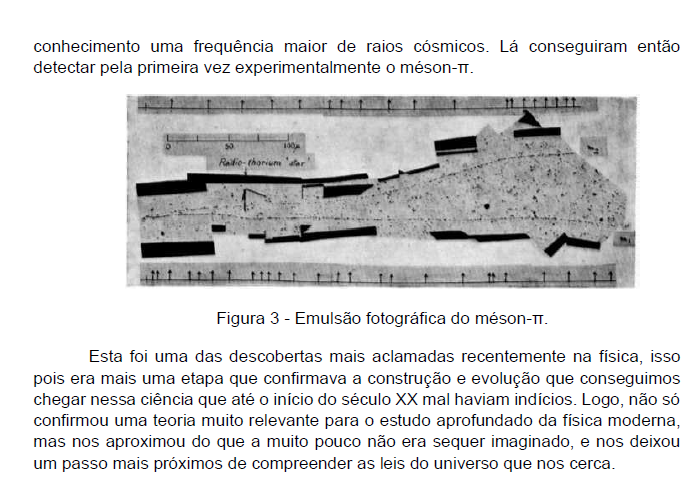 conhecimento uma frequência maior de raios cósmicos. Lá conseguiram então
detectar pela primeira vez experimentalmente o méson-π.
0 50 100μ
Radio-thorium 'star'
Figura 3 - Emulsão fotográfica do méson-π.
Esta foi uma das descobertas mais aclamadas recentemente na física, isso
pois era mais uma etapa que confirmava a construção e evolução que conseguimos
chegar nessa ciência que até o início do século XX mal haviam indícios. Logo, não só
confirmou uma teoria muito relevante para o estudo aprofundado da física moderna,
mas nos aproximou do que a muito pouco não era sequer imaginado, e nos deixou
um passo mais próximos de compreender as leis do universo que nos cerca.